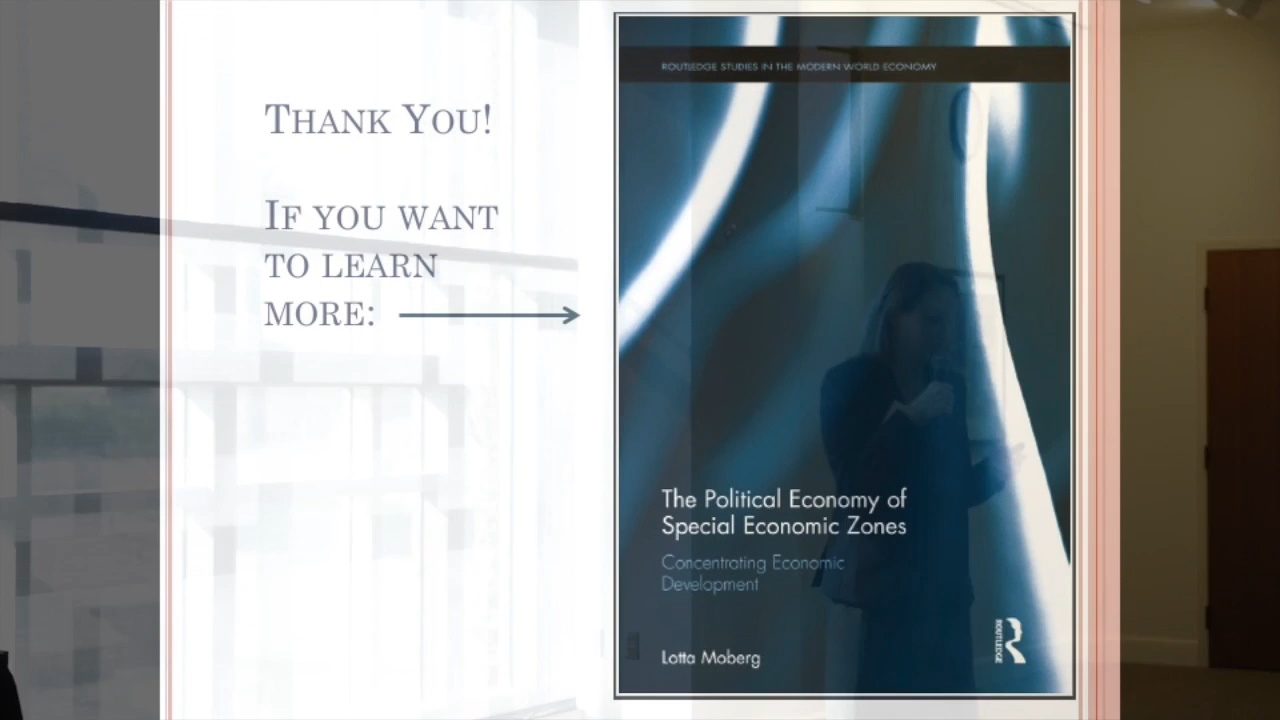 THANK YOU!
IF YOU WANT
TO LEARN
MORE:
ROUTLEDGE STUDIES IN THE MODERN WORLD ECONOMY
The Political Economy of
Special Economic Zones
Concentrating Economic
Development
Lotta Moberg
ROUTLEDGE